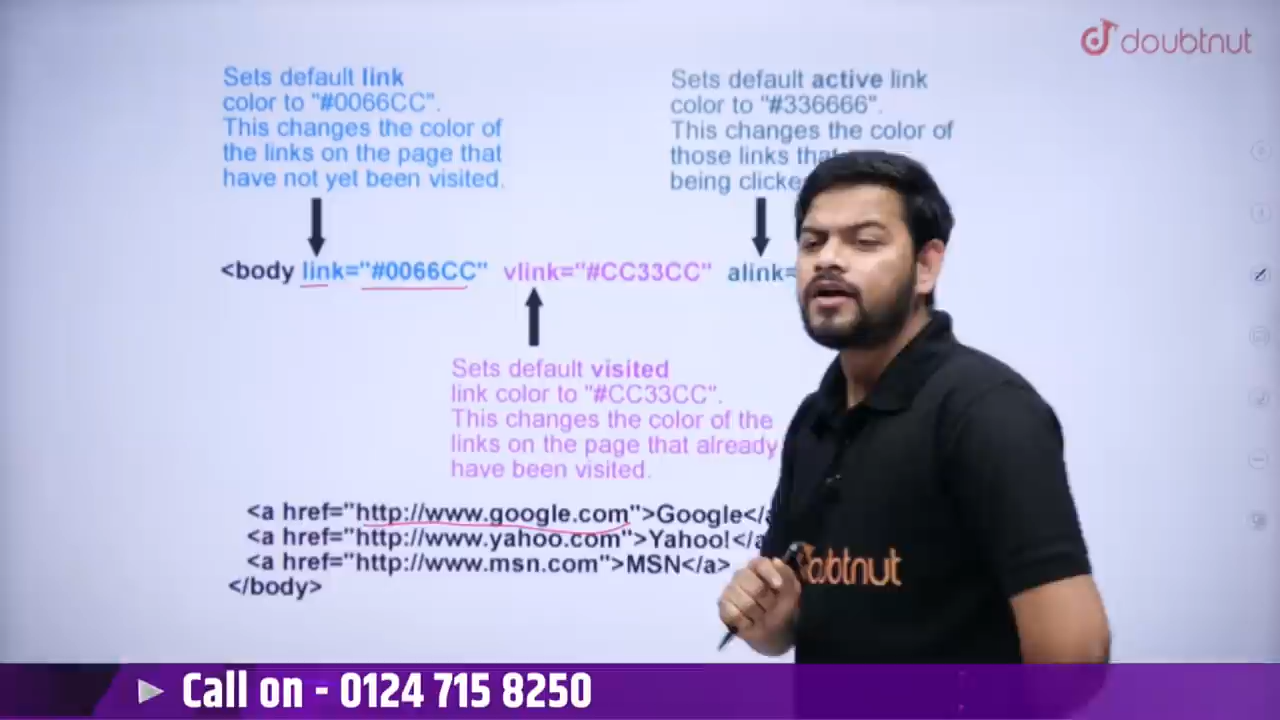 doubtnut
Sets default link
color to "#0066CC".
This changes the color of
the links on the page that
have not yet been visited.
Sets default active link
color to "#336666".
This changes the color of
those links
being
<body link="#0066CC" vlink="#CC33CC" alink=
Sets default visited
link color to "#CC33CC".
This changes the color of the
links on the page that already
have been visited.
<a href="http://www.google.com">Google</a
<a href="http://www.yahoo.com">Yahoo!</a
<a href="http://www.msn.com">MSN</a>
</body>
doubtnut
Call on - 0124 715 8250